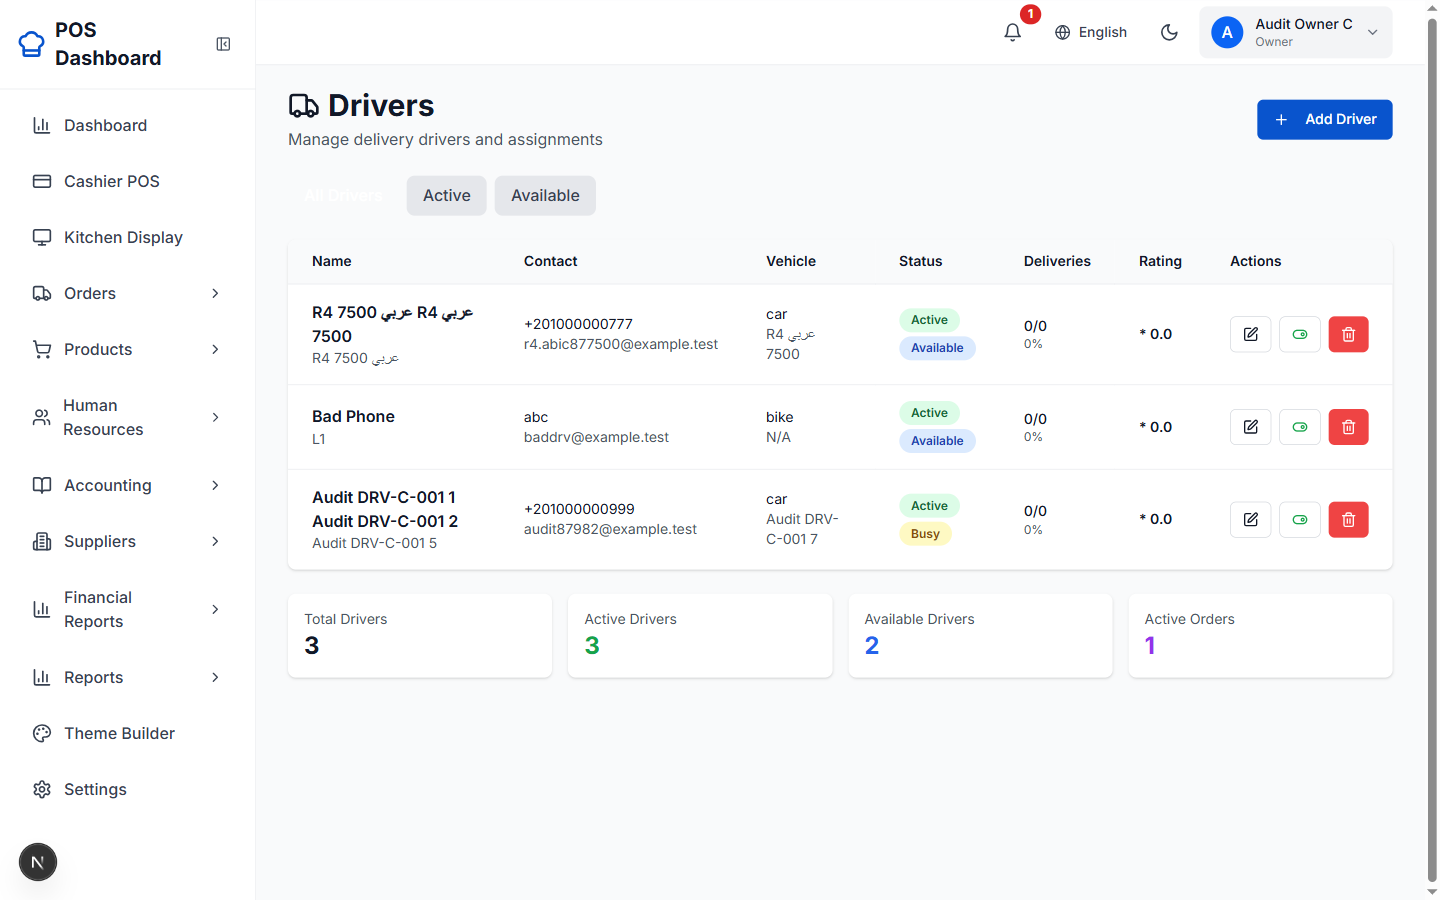 POS
Dashboard
1
English
A
Audit Owner C
Owner
Dashboard
Cashier POS
Kitchen Display
Orders
Products
Human
Resources
Accounting
Suppliers
Financial
Reports
Reports
Theme Builder
Settings
N
Drivers
Manage delivery drivers and assignments
+ Add Driver
All Drivers
Active
Available
Name
Contact
Vehicle
Status
Deliveries
Rating
Actions
R4 7500 عربي R4 عربي
7500
R4 7500 عربي
+201000000777
r4.abic877500@example.test
car
R4 عربي
7500
Active
Available
0/0
0%
* 0.0
Bad Phone
L1
abc
baddrv@example.test
bike
N/A
Active
Available
0/0
0%
* 0.0
Audit DRV-C-001 1
Audit DRV-C-001 2
Audit DRV-C-001 5
+201000000999
audit87982@example.test
car
Audit DRV-
C-001 7
Active
Busy
0/0
0%
* 0.0
Total Drivers
3
Active Drivers
3
Available Drivers
2
Active Orders
1